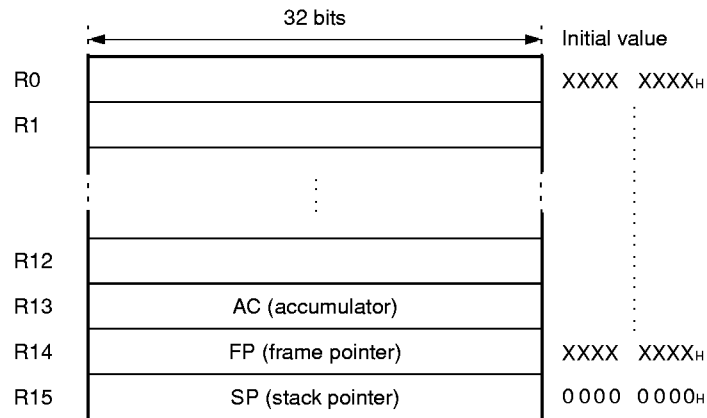 32 bits
Initial value
R0 XXXX XXXXH
R1
R12
R13 AC (accumulator)
R14 FP (frame pointer) XXXX XXXXH
R15 SP (stack pointer) 0000 0000H